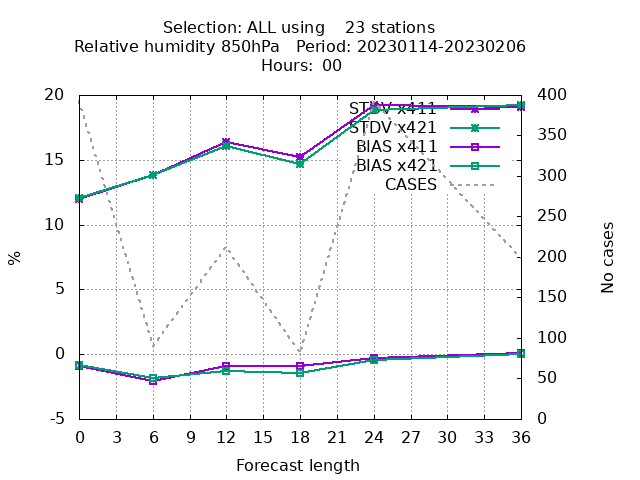 Selection: ALL using    23 stations
Relative humidity 850hPa   Period: 20230114-20230206
Hours: 00
20 400
STDV x411
STDV x421
BIAS x411
BIAS x421
CASES
350
15 300
250
10 200
5 150
100
0 50
-5 0
%
No cases
0 3 6 9 12 15 18 21 24 27 30 33 36
Forecast length